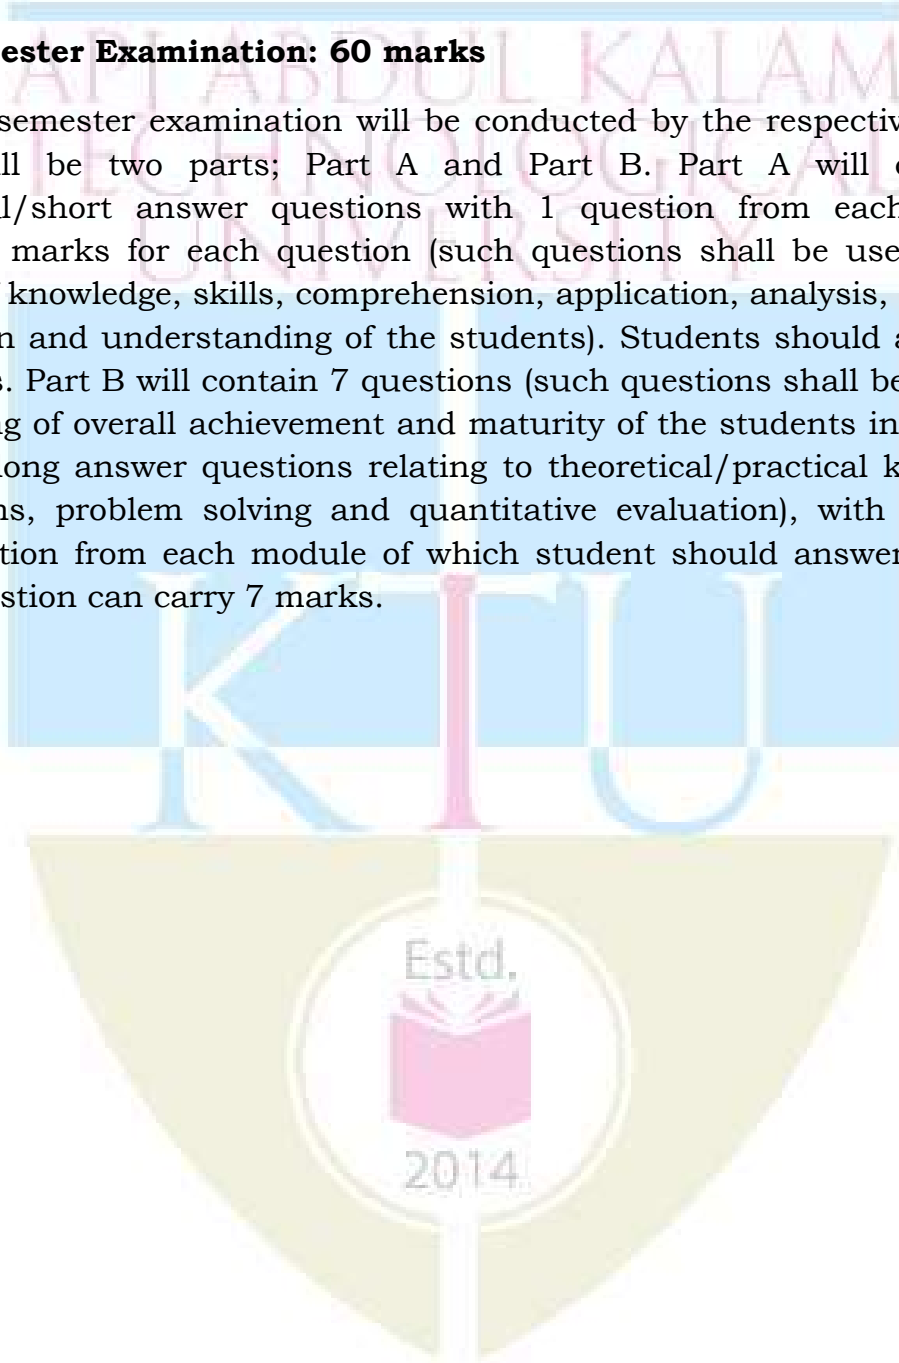 ester Examination: 60 marks
API ABDUL KALAM
semester examination will be conducted by the
ll be two parts; Part A and Part B. Part A will
TECHNOLOGICAL
l/short answer questions with 1 question from each
UNIVERSITY
marks for each question (such questions shall be
knowledge, skills, comprehension, application, analysis,
n and understanding of the students). Students should
s. Part B will contain 7 questions (such questions shall be
g of overall achievement and maturity of the students in
long answer questions relating to theoretical/practical
ns, problem solving and quantitative evaluation), with
tion from each module of which student should answer
estion can carry 7 marks.
KTU
Estd.
2014